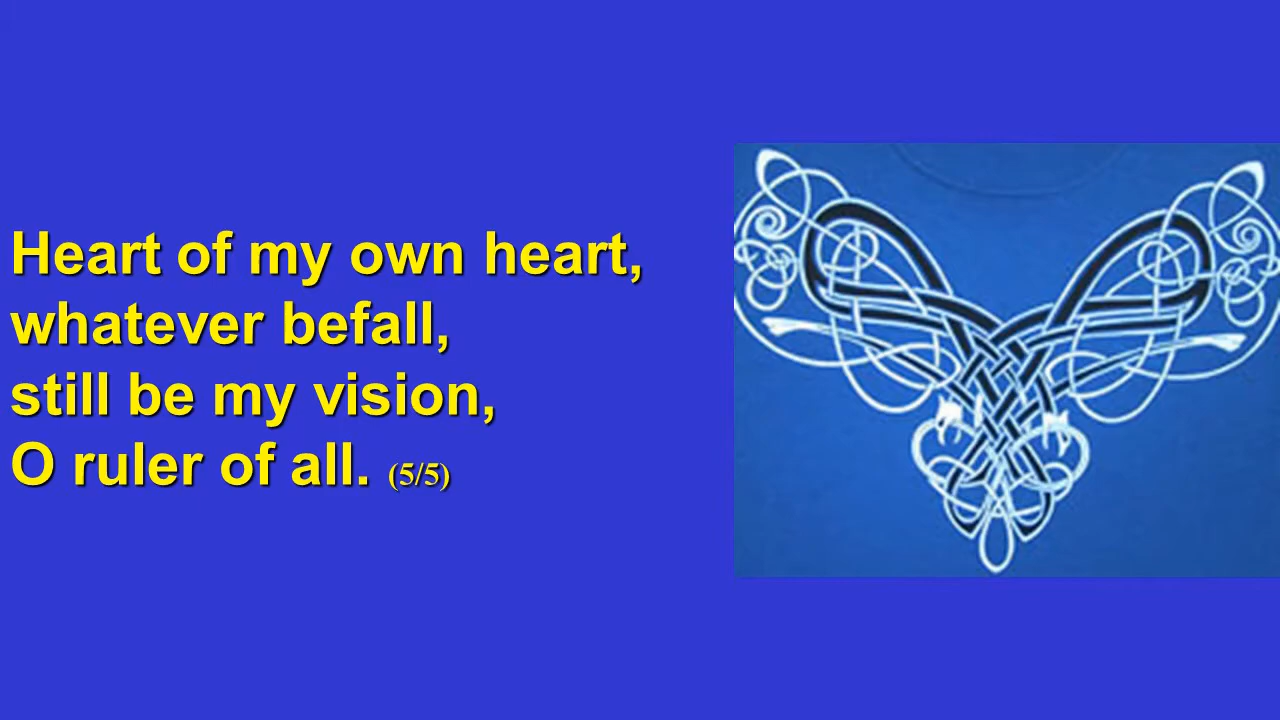 Heart of my own heart,
whatever befall,
still be my vision,
O ruler of all. (5/5)